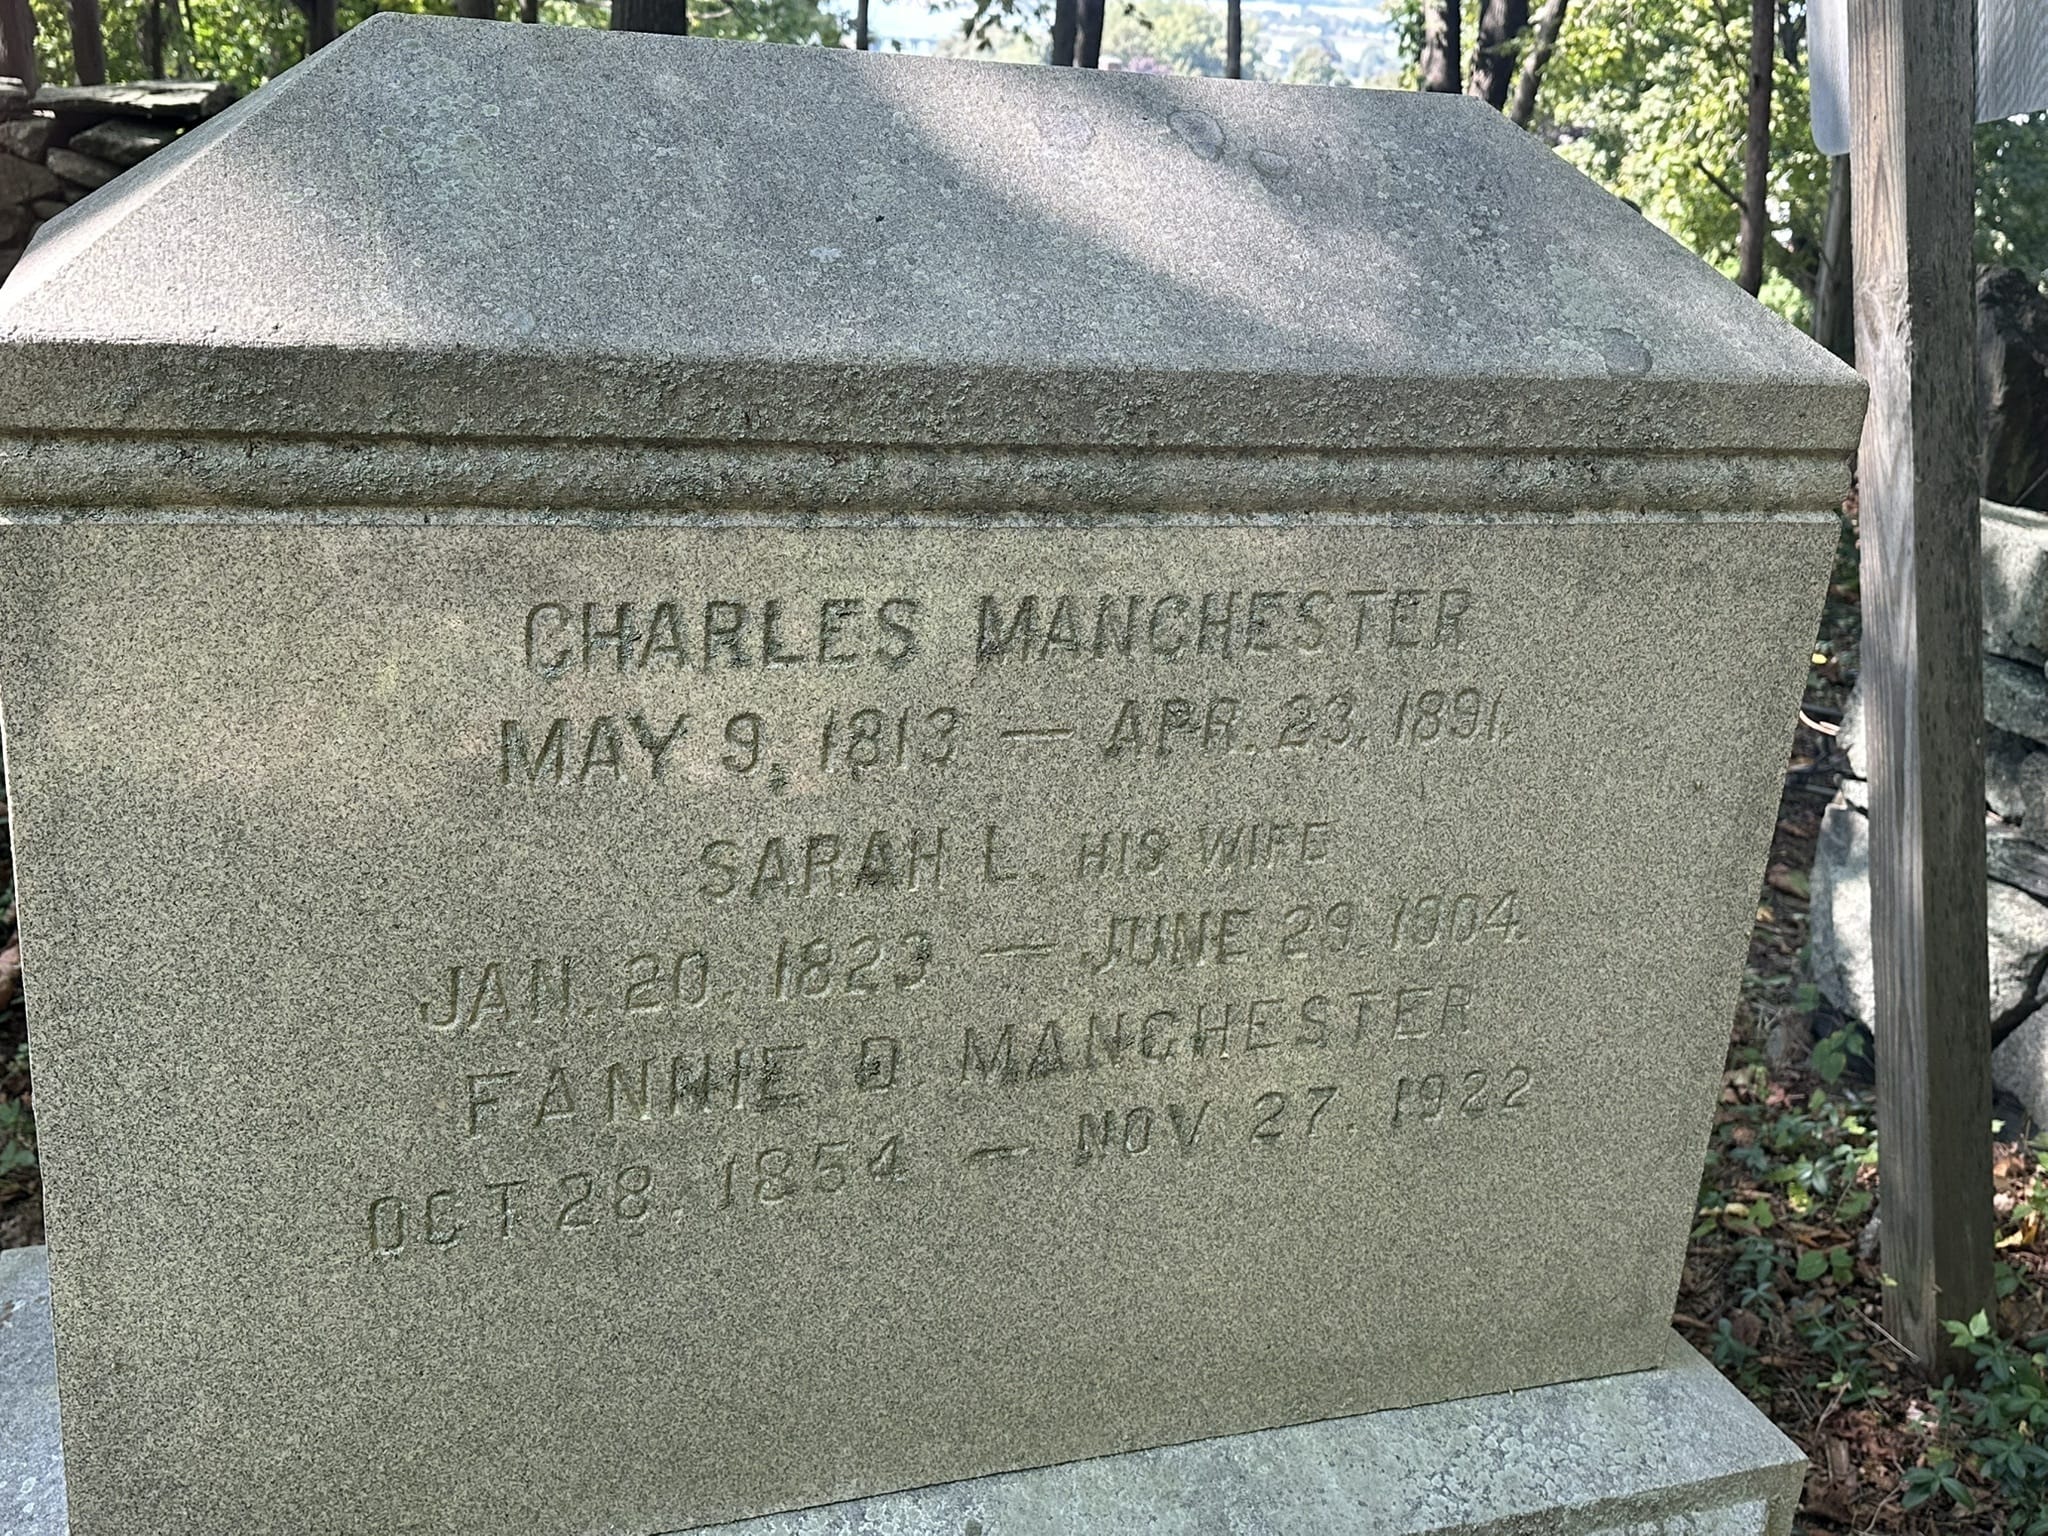 CHARLES MANCHESTER
MAY 9, 1813 — APR. 23, 1891.
SARAH L. HIS WIFE
JAN. 20, 1823 — JUNE 29, 1904.
FANNIE D. MANCHESTER
OCT 28, 1854 — NOV 27, 1922